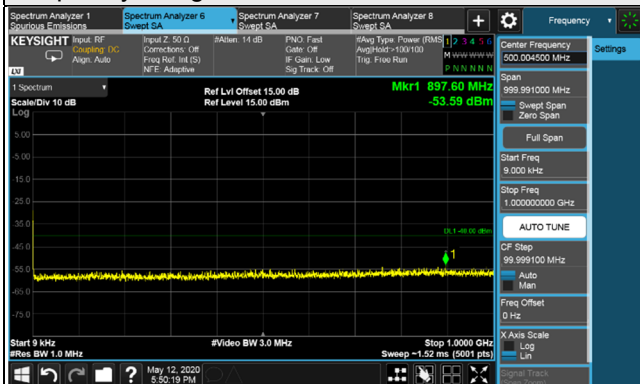 Spectrum Analyzer 1
Spurious Emissions
Spectrum Analyzer 6
Swept SA
Spectrum Analyzer 7
Swept SA
Spectrum Analyzer 8
Swept SA
Frequency
KEYSIGHT
Input: RF
Coupling: DC
Align: Auto
Input Z: 50 Ω
Corrections: Off
Freq Ref: Int (S)
NFE: Adaptive
#Atten: 14 dB
PNO: Fast
Gate: Off
IF Gain: Low
Sig Track: Off
#Avg Type: Power (RMS
Avg|Hold>100/100
Trig: Free Run
1 2 3 4 5 6
M W W W W W
P N N N N N
LXI
1 Spectrum
Scale/Div 10 dB
Log
Ref Lvl Offset 15.00 dB
Ref Level 15.00 dBm
Mkr1 897.60 MHz
-53.59 dBm
5.00
-5.00
-15.0
-25.0
-35.0
-45.0
-55.0
-65.0
-75.0
DL1 -40.00 dBm
1
Start 9 kHz
#Res BW 1.0 MHz
#Video BW 3.0 MHz
Stop 1.0000 GHz
Sweep ~1.52 ms (5001 pts)
May 12, 2020
5:50:19 PM
Center Frequency
500.004500 MHz
Settings
Span
999.991000 MHz
Swept Span
Zero Span
Full Span
Start Freq
9.000 kHz
Stop Freq
1.000000000 GHz
AUTO TUNE
CF Step
99.999100 MHz
Auto
Man
Freq Offset
0 Hz
X Axis Scale
Log
Lin
Signal Track